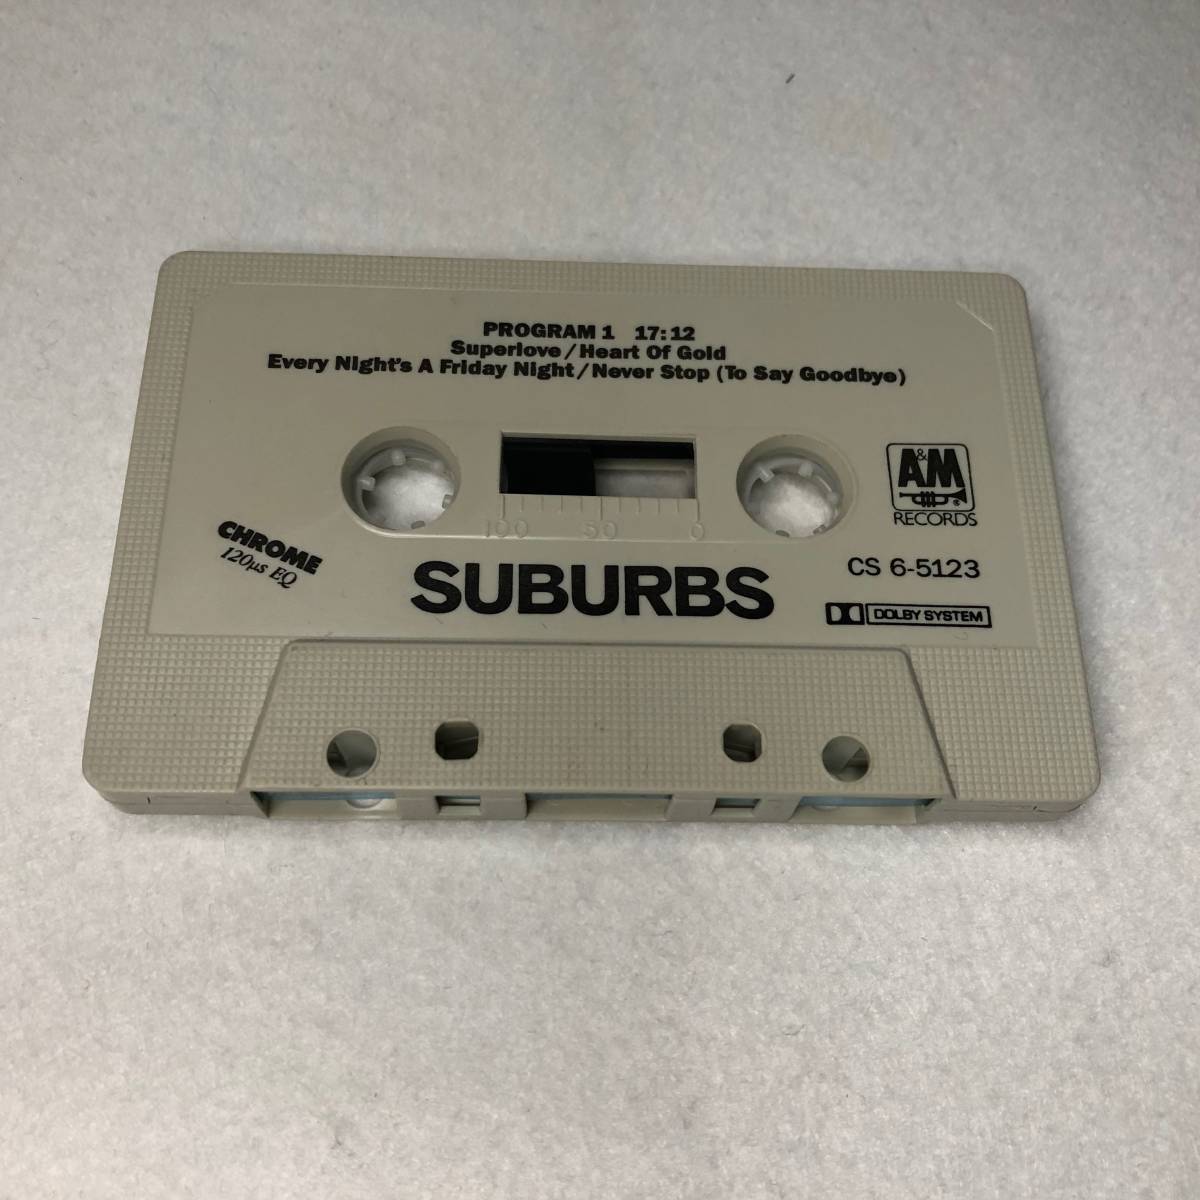 PROGRAM 1 17:12
Superlove / Heart Of Gold
Every Night's A Friday Night / Never Stop (To Say Goodbye)
100 50 0
A&M
®
RECORDS
CHROME
120μs EQ
SUBURBS
CS 6-5123
DOLBY SYSTEM